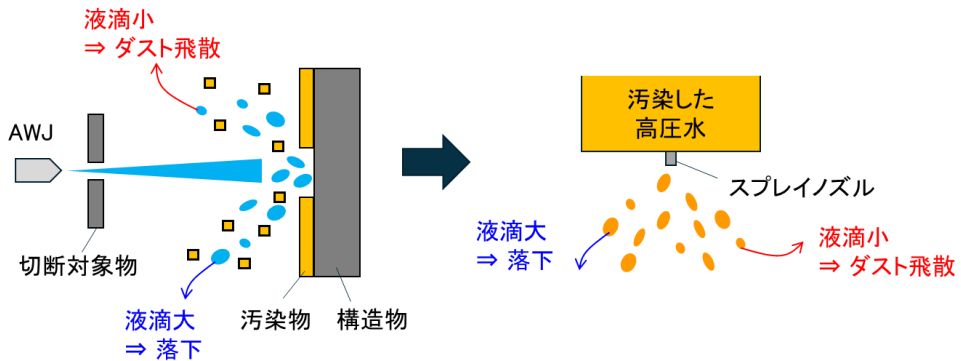 液滴小
⇒ ダスト飛散
AWJ
切断対象物
液滴大
⇒ 落下
汚染物
構造物
汚染した
高圧水
スプレイノズル
液滴大
⇒ 落下
液滴小
⇒ ダスト飛散